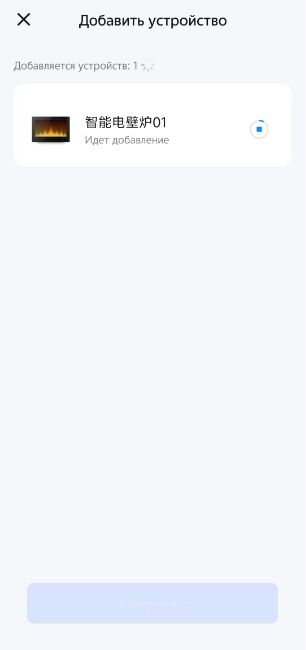 Добавить устройство
Добавляется устройств: 1
智能电壁炉01
Идет добавление